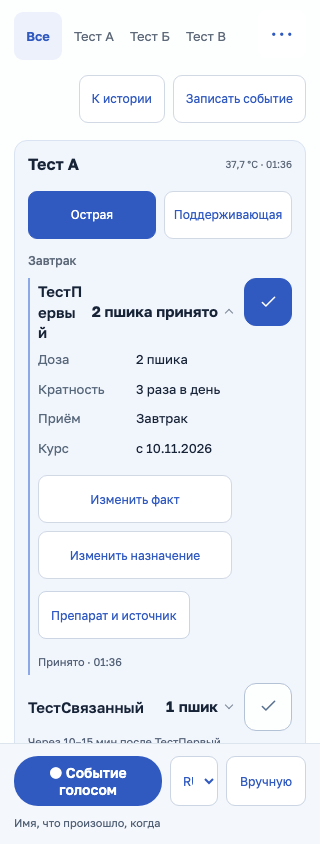 Все Тест А Тест Б Тест В ...
К истории Записать событие
Тест А 37,7 °C · 01:36
Острая Поддерживающая
Завтрак
ТестП
ервы
й
2 пшика принято
Доза 2 пшика
Кратность 3 раза в день
Приём Завтрак
Курс с 10.11.2026
Изменить факт
Изменить назначение
Препарат и источник
Принято · 01:36
ТестСвязанный 1 пшик
Через 10–15 мин после ТестПервый
Событие
голосом
Вручную
Имя, что произошло, когда